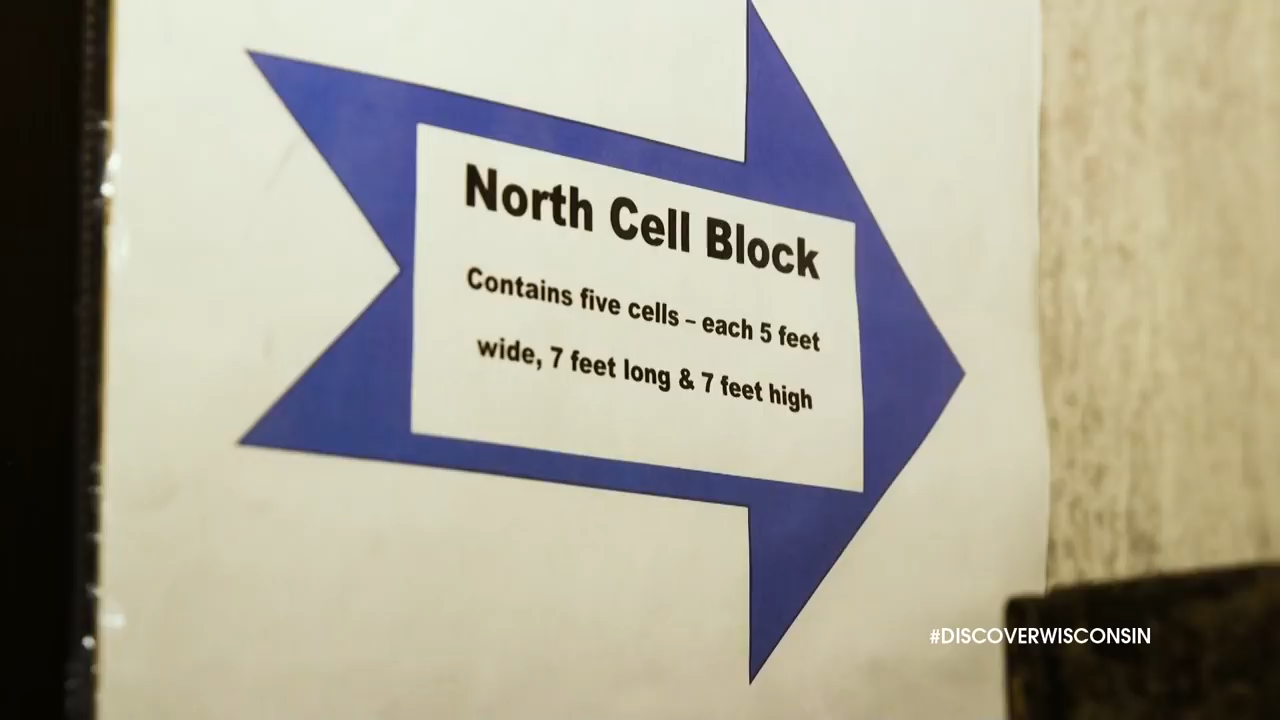 North Cell Block
Contains five cells – each 5 feet
wide, 7 feet long & 7 feet high
#DISCOVERWISCONSIN